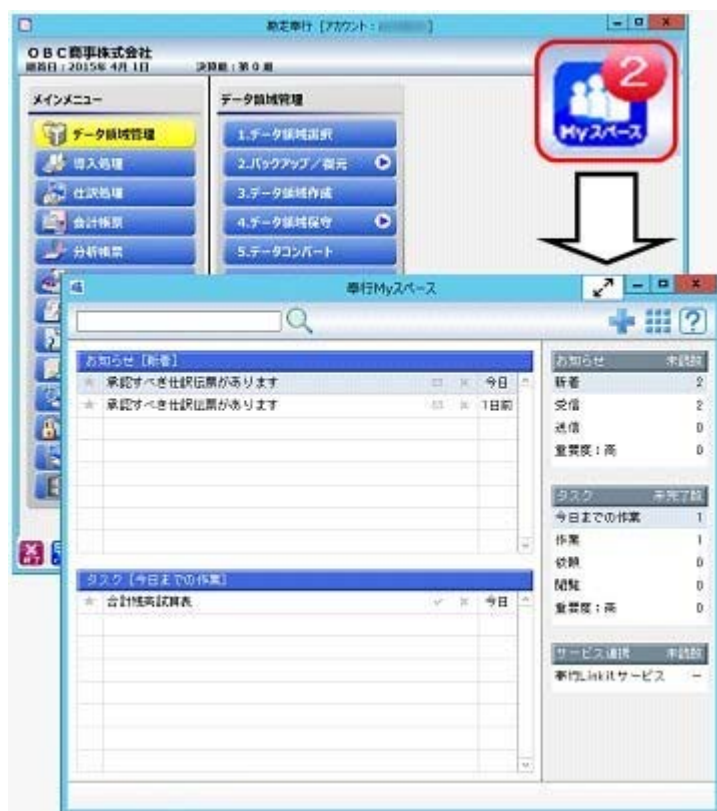 勘定奉行 [アカウント: ]
OBC商事株式会社
期首日:2015年 4月 1日
決算期:第 0 期
2
Myスペース
メインメニュー
データ領域管理
導入処理
仕訳処理
会計帳票
分析帳票
データ領域管理
1.データ領域選択
2.バックアップ/復元
3.データ領域作成
4.データ領域保守
5.データコンバート
終了
奉行Myスペース
お知らせ [新着]
承認すべき仕訳伝票があります 今日
承認すべき仕訳伝票があります 1日前
タスク [今日までの作業]
合計残高試算表 今日
お知らせ 未読数
新着 2
受信 2
送信 0
重要度:高 0
タスク 未完了数
今日までの作業 1
作業 1
依頼 0
閲覧 0
重要度:高 0
サービス連携 未読数
奉行Linkitサービス -